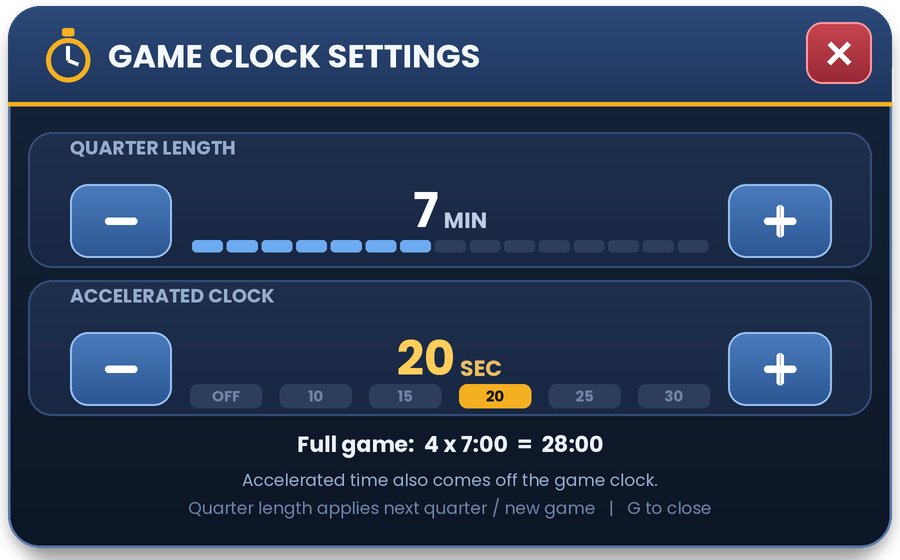 GAME CLOCK SETTINGS
QUARTER LENGTH
7 MIN
ACCELERATED CLOCK
20 SEC
OFF 10 15 20 25 30
Full game: 4 x 7:00 = 28:00
Accelerated time also comes off the game clock.
Quarter length applies next quarter / new game | G to close